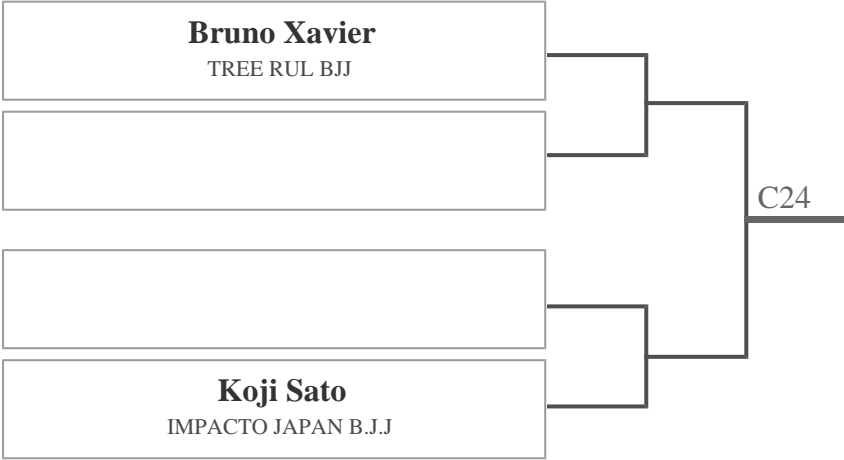 Bruno Xavier
TREE RUL BJJ
C24
Koji Sato
IMPACTO JAPAN B.J.J